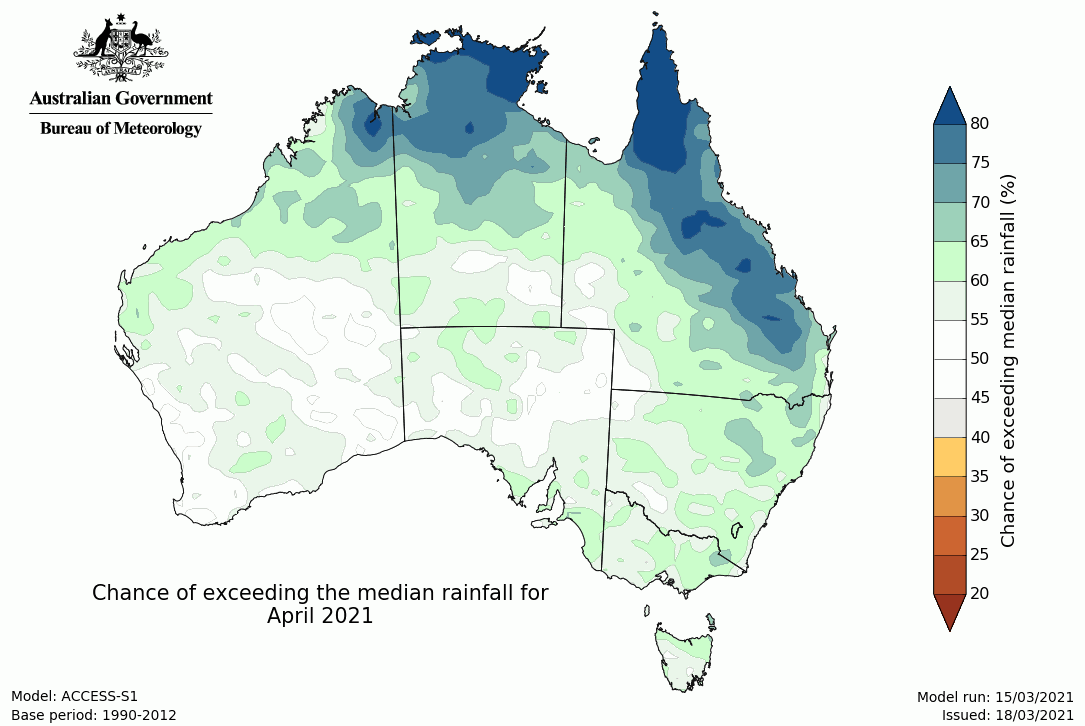 Australian Government
Bureau of Meteorology
80
75
70
65
60
55
50
45
40
35
30
25
20
Chance of exceeding median rainfall (%)
Chance of exceeding the median rainfall for
April 2021
Model: ACCESS-S1
Base period: 1990-2012
Model run: 15/03/2021
Issued: 18/03/2021